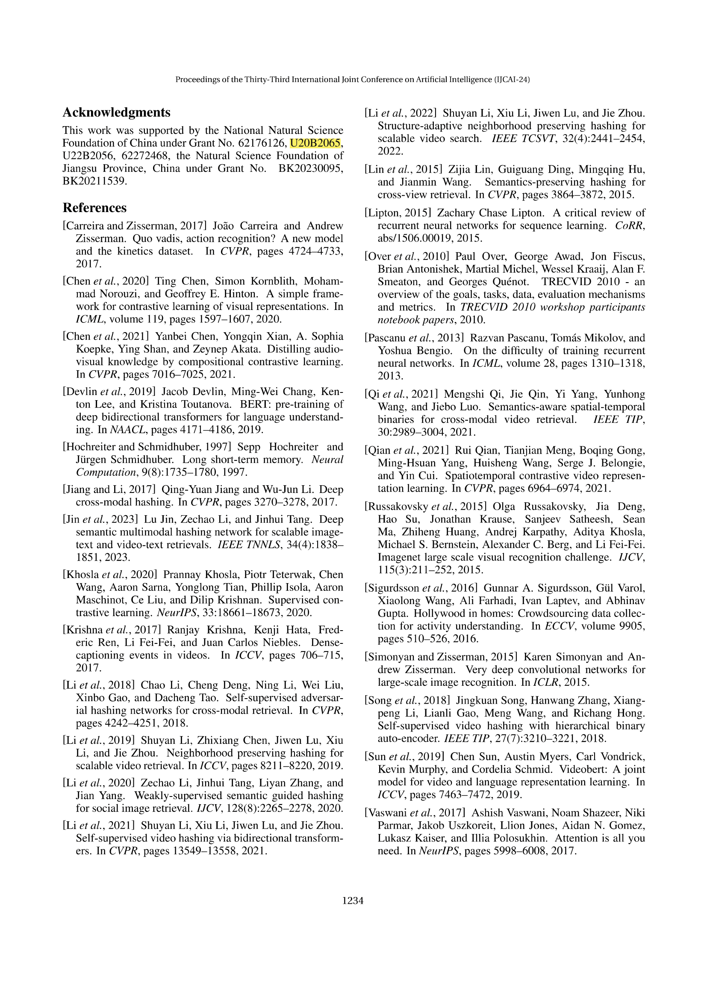 Proceedings of the Thirty-Third International Joint Conference on Artificial Intelligence (IJCAI-24)
Acknowledgments
This work was supported by the National Natural Science
Foundation of China under Grant No. 62176126, U20B2065,
U22B2056, 62272468, the Natural Science Foundation of
Jiangsu Province, China under Grant No. BK20230095,
BK20211539.
References
[Carreira and Zisserman, 2017] João Carreira and Andrew
Zisserman. Quo vadis, action recognition? A new model
and the kinetics dataset. In CVPR, pages 4724–4733,
2017.
[Chen et al., 2020] Ting Chen, Simon Kornblith, Moham-
mad Norouzi, and Geoffrey E. Hinton. A simple frame-
work for contrastive learning of visual representations. In
ICML, volume 119, pages 1597–1607, 2020.
[Chen et al., 2021] Yanbei Chen, Yongqin Xian, A. Sophia
Koepke, Ying Shan, and Zeynep Akata. Distilling audio-
visual knowledge by compositional contrastive learning.
In CVPR, pages 7016–7025, 2021.
[Devlin et al., 2019] Jacob Devlin, Ming-Wei Chang, Ken-
ton Lee, and Kristina Toutanova. BERT: pre-training of
deep bidirectional transformers for language understand-
ing. In NAACL, pages 4171–4186, 2019.
[Hochreiter and Schmidhuber, 1997] Sepp Hochreiter and
Jürgen Schmidhuber. Long short-term memory. Neural
Computation, 9(8):1735–1780, 1997.
[Jiang and Li, 2017] Qing-Yuan Jiang and Wu-Jun Li. Deep
cross-modal hashing. In CVPR, pages 3270–3278, 2017.
[Jin et al., 2023] Lu Jin, Zechao Li, and Jinhui Tang. Deep
semantic multimodal hashing network for scalable image-
text and video-text retrievals. IEEE TNNLS, 34(4):1838–
1851, 2023.
[Khosla et al., 2020] Prannay Khosla, Piotr Teterwak, Chen
Wang, Aaron Sarna, Yonglong Tian, Phillip Isola, Aaron
Maschinot, Ce Liu, and Dilip Krishnan. Supervised con-
trastive learning. NeurIPS, 33:18661–18673, 2020.
[Krishna et al., 2017] Ranjay Krishna, Kenji Hata, Fred-
eric Ren, Li Fei-Fei, and Juan Carlos Niebles. Dense-
captioning events in videos. In ICCV, pages 706–715,
2017.
[Li et al., 2018] Chao Li, Cheng Deng, Ning Li, Wei Liu,
Xinbo Gao, and Dacheng Tao. Self-supervised adversar-
ial hashing networks for cross-modal retrieval. In CVPR,
pages 4242–4251, 2018.
[Li et al., 2019] Shuyan Li, Zhixiang Chen, Jiwen Lu, Xiu
Li, and Jie Zhou. Neighborhood preserving hashing for
scalable video retrieval. In ICCV, pages 8211–8220, 2019.
[Li et al., 2020] Zechao Li, Jinhui Tang, Liyan Zhang, and
Jian Yang. Weakly-supervised semantic guided hashing
for social image retrieval. IJCV, 128(8):2265–2278, 2020.
[Li et al., 2021] Shuyan Li, Xiu Li, Jiwen Lu, and Jie Zhou.
Self-supervised video hashing via bidirectional transform-
ers. In CVPR, pages 13549–13558, 2021.
[Li et al., 2022] Shuyan Li, Xiu Li, Jiwen Lu, and Jie Zhou.
Structure-adaptive neighborhood preserving hashing for
scalable video search. IEEE TCSVT, 32(4):2441–2454,
2022.
[Lin et al., 2015] Zijia Lin, Guiguang Ding, Mingqing Hu,
and Jianmin Wang. Semantics-preserving hashing for
cross-view retrieval. In CVPR, pages 3864–3872, 2015.
[Lipton, 2015] Zachary Chase Lipton. A critical review of
recurrent neural networks for sequence learning. CoRR,
abs/1506.00019, 2015.
[Over et al., 2010] Paul Over, George Awad, Jon Fiscus,
Brian Antonishek, Martial Michel, Wessel Kraaij, Alan F.
Smeaton, and Georges Quénot. TRECVID 2010 - an
overview of the goals, tasks, data, evaluation mechanisms
and metrics. In TRECVID 2010 workshop participants
notebook papers, 2010.
[Pascanu et al., 2013] Razvan Pascanu, Tomás Mikolov, and
Yoshua Bengio. On the difficulty of training recurrent
neural networks. In ICML, volume 28, pages 1310–1318,
2013.
[Qi et al., 2021] Mengshi Qi, Jie Qin, Yi Yang, Yunhong
Wang, and Jiebo Luo. Semantics-aware spatial-temporal
binaries for cross-modal video retrieval. IEEE TIP,
30:2989–3004, 2021.
[Qian et al., 2021] Rui Qian, Tianjian Meng, Boqing Gong,
Ming-Hsuan Yang, Huisheng Wang, Serge J. Belongie,
and Yin Cui. Spatiotemporal contrastive video represen-
tation learning. In CVPR, pages 6964–6974, 2021.
[Russakovsky et al., 2015] Olga Russakovsky, Jia Deng,
Hao Su, Jonathan Krause, Sanjeev Satheesh, Sean
Ma, Zhiheng Huang, Andrej Karpathy, Aditya Khosla,
Michael S. Bernstein, Alexander C. Berg, and Li Fei-Fei.
Imagenet large scale visual recognition challenge. IJCV,
115(3):211–252, 2015.
[Sigurdsson et al., 2016] Gunnar A. Sigurdsson, Gül Varol,
Xiaolong Wang, Ali Farhadi, Ivan Laptev, and Abhinav
Gupta. Hollywood in homes: Crowdsourcing data collec-
tion for activity understanding. In ECCV, volume 9905,
pages 510–526, 2016.
[Simonyan and Zisserman, 2015] Karen Simonyan and An-
drew Zisserman. Very deep convolutional networks for
large-scale image recognition. In ICLR, 2015.
[Song et al., 2018] Jingkuan Song, Hanwang Zhang, Xiang-
peng Li, Lianli Gao, Meng Wang, and Richang Hong.
Self-supervised video hashing with hierarchical binary
auto-encoder. IEEE TIP, 27(7):3210–3221, 2018.
[Sun et al., 2019] Chen Sun, Austin Myers, Carl Vondrick,
Kevin Murphy, and Cordelia Schmid. Videobert: A joint
model for video and language representation learning. In
ICCV, pages 7463–7472, 2019.
[Vaswani et al., 2017] Ashish Vaswani, Noam Shazeer, Niki
Parmar, Jakob Uszkoreit, Llion Jones, Aidan N. Gomez,
Lukasz Kaiser, and Illia Polosukhin. Attention is all you
need. In NeurIPS, pages 5998–6008, 2017.
1234